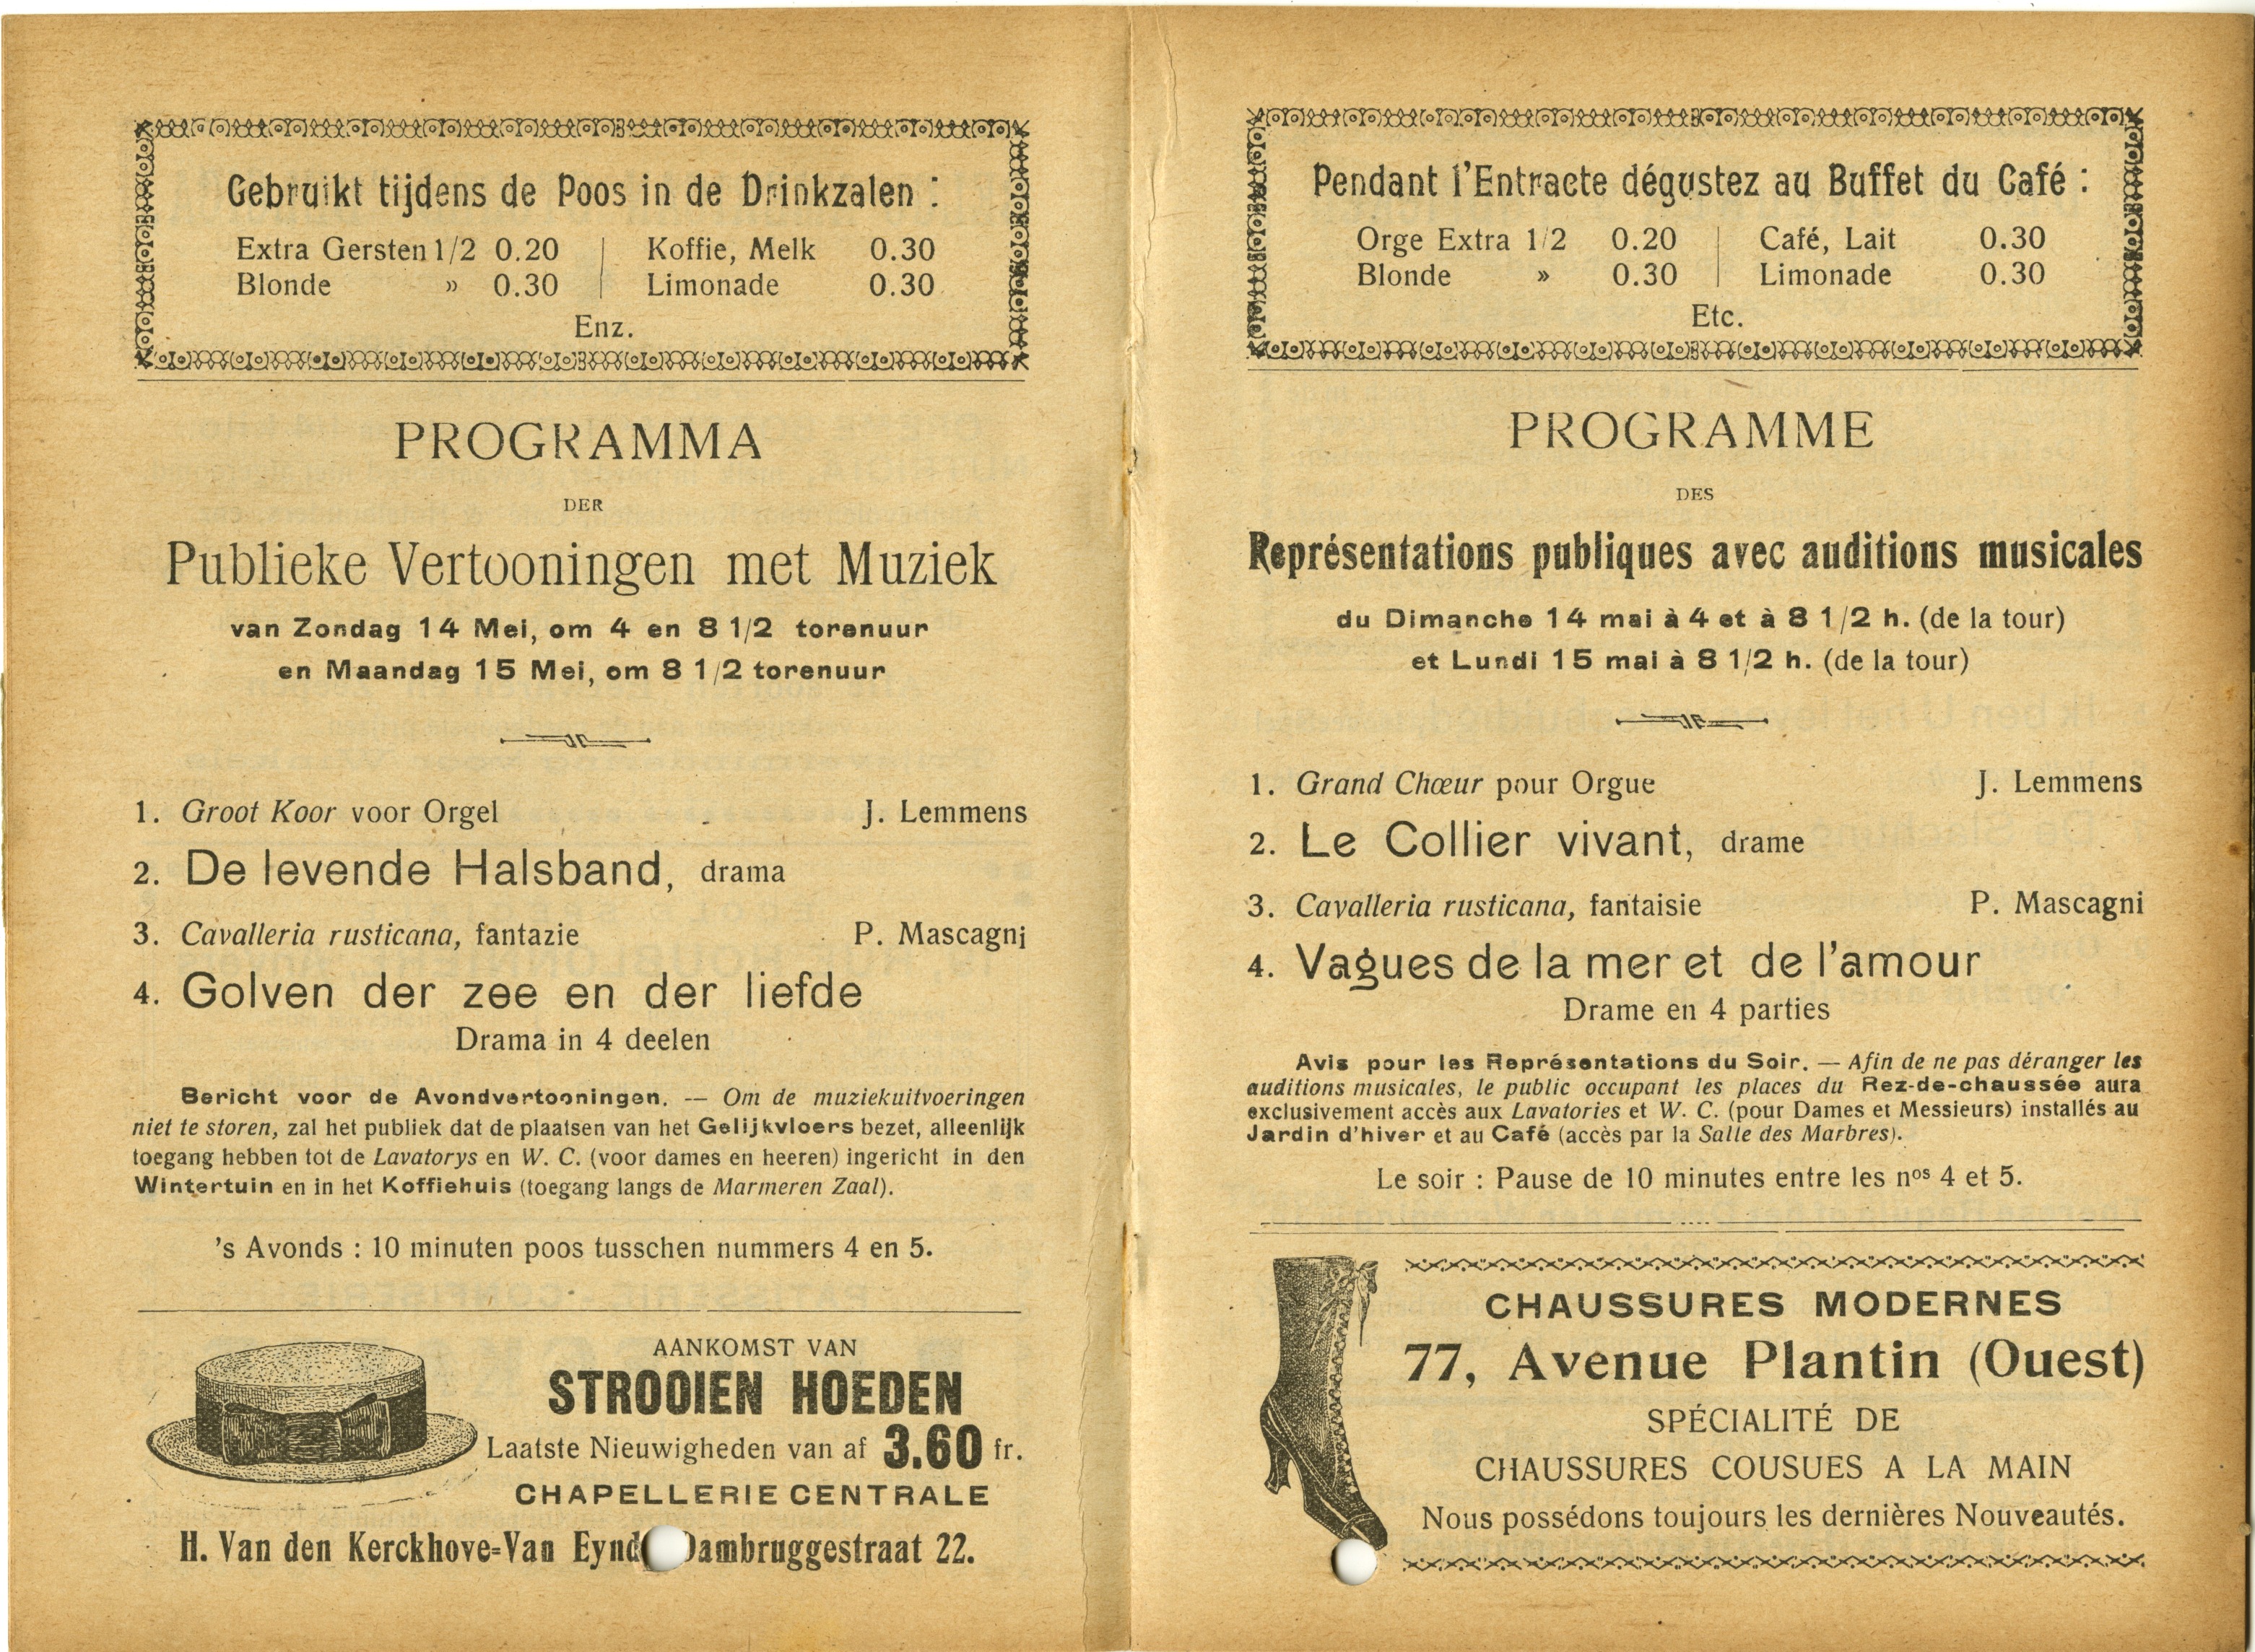 Gebruikt tijdens de Poos in de Drinkzalen :
Extra Gersten 1/2 0.20 Koffie, Melk 0.30
Blonde » 0.30 Limonade 0.30
Enz.
PROGRAMMA
DER
Publieke Vertooningen met Muziek
van Zondag 14 Mei, om 4 en 8 1/2 torenuur
en Maandag 15 Mei, om 8 1/2 torenuur
1. Groot Koor voor Orgel J. Lemmens
2. De levende Halsband, drama
3. Cavalleria rusticana, fantazie P. Mascagni
4. Golven der zee en der liefde
Drama in 4 deelen
Bericht voor de Avondvertooningen. — Om de muziekuitvoeringen
niet te storen, zal het publiek dat de plaatsen van het Gelijkvloers bezet, alleenlijk
toegang hebben tot de Lavatorys en W. C. (voor dames en heeren) ingericht in den
Wintertuin en in het Koffiehuis (toegang langs de Marmeren Zaal).
's Avonds : 10 minuten poos tusschen nummers 4 en 5.
AANKOMST VAN
STROOIEN HOEDEN
Laatste Nieuwigheden van af 3.60 fr.
CHAPELLERIE CENTRALE
H. Van den Kerckhove-Van Eynd ambruggestraat 22.
Pendant l'Entracte dégustez au Buffet du Café :
Orge Extra 1/2 0.20 Café, Lait 0.30
Blonde » 0.30 Limonade 0.30
Etc.
PROGRAMME
DES
Représentations publiques avec auditions musicales
du Dimanche 14 mai à 4 et à 8 1/2 h. (de la tour)
et Lundi 15 mai à 8 1/2 h. (de la tour)
1. Grand Chœur pour Orgue J. Lemmens
2. Le Collier vivant, drame
3. Cavalleria rusticana, fantaisie P. Mascagni
4. Vagues de la mer et de l'amour
Drame en 4 parties
Avis pour les Représentations du Soir. — Afin de ne pas déranger les
auditions musicales, le public occupant les places du Rez-de-chaussée aura
exclusivement accès aux Lavatories et W. C. (pour Dames et Messieurs) installés au
Jardin d'hiver et au Café (accès par la Salle des Marbres).
Le soir : Pause de 10 minutes entre les nos 4 et 5.
CHAUSSURES MODERNES
77, Avenue Plantin (Ouest)
SPÉCIALITÉ DE
CHAUSSURES COUSUES A LA MAIN
Nous possédons toujours les dernières Nouveautés.